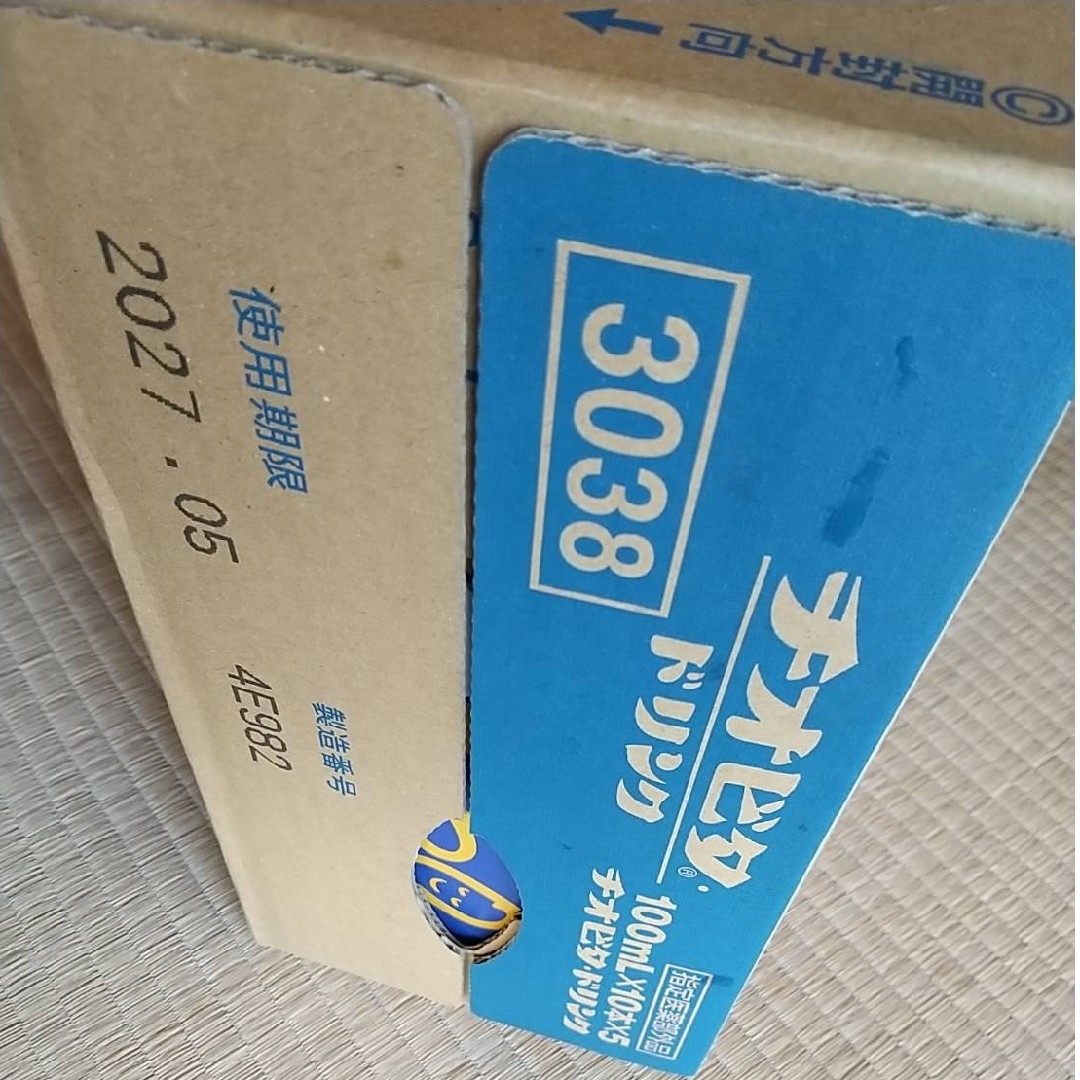 Ⓒ開封方向
3038
チオビタ®
ドリンク
指定医薬部外品
100mL×10本×5
チオビタ・ドリンク
使用期限
2027.05
製造番号
4E982